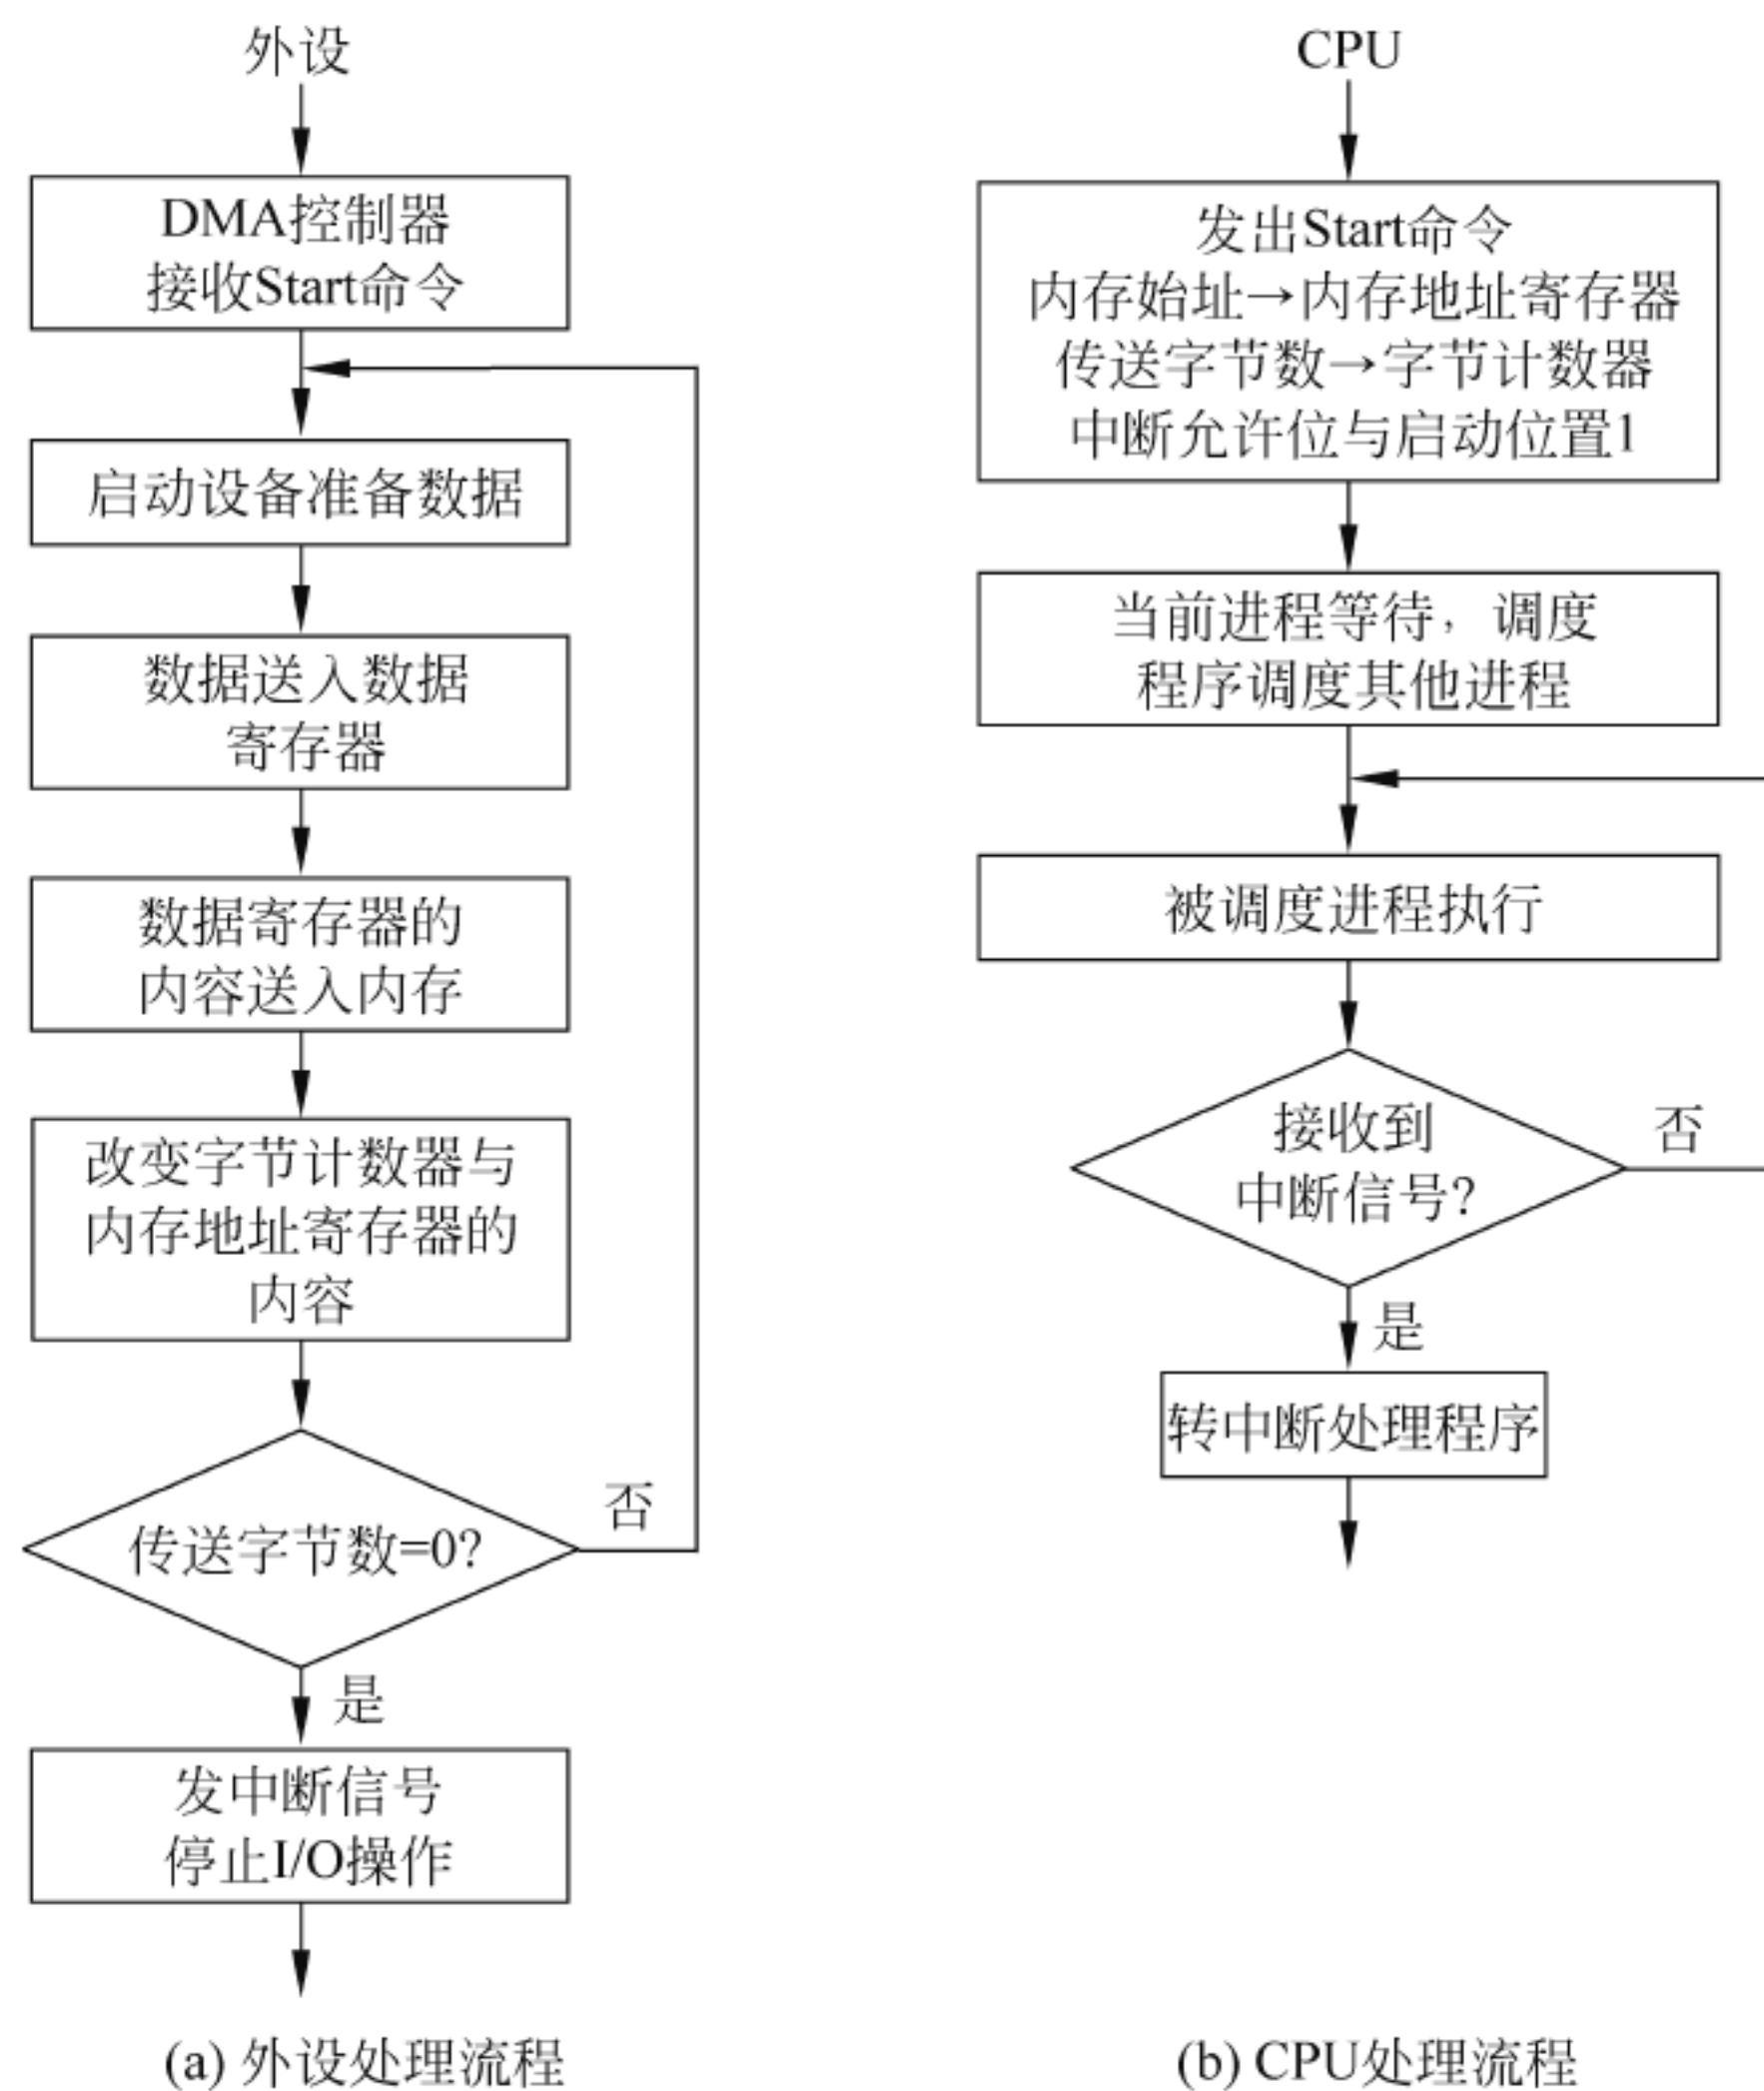 外设
DMA控制器
接收Start命令
启动设备准备数据
数据送入数据
寄存器
数据寄存器的
内容送入内存
改变字节计数器与
内存地址寄存器的
内容
传送字节数=0?
否
是
发中断信号
停止I/O操作
(a) 外设处理流程
CPU
发出Start命令
内存始址→内存地址寄存器
传送字节数→字节计数器
中断允许位与启动位置1
当前进程等待，调度
程序调度其他进程
被调度进程执行
接收到
中断信号?
否
是
转中断处理程序
(b) CPU处理流程